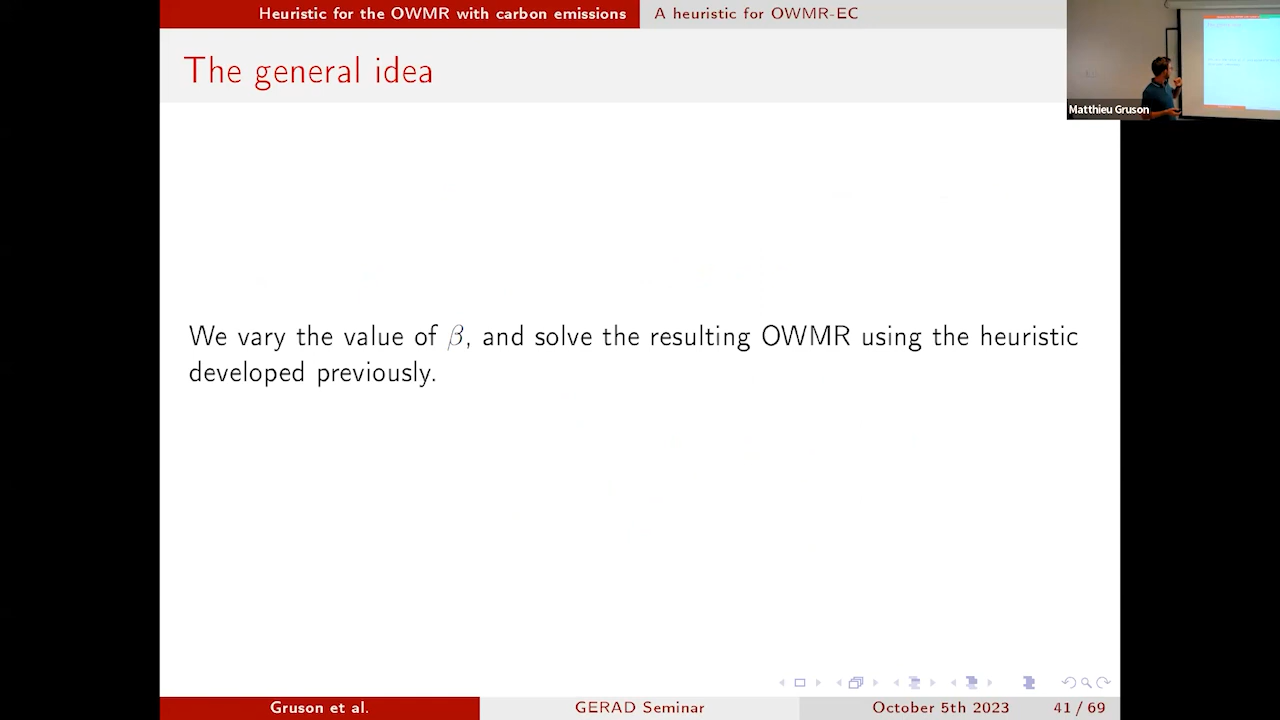 Heuristic for the OWMR with carbon emissions
A heuristic for OWMR-EC
The general idea
Matthieu Gruson
We vary the value of β, and solve the resulting OWMR using the heuristic
developed previously.
Gruson et al.
GERAD Seminar
October 5th 2023
41 / 69